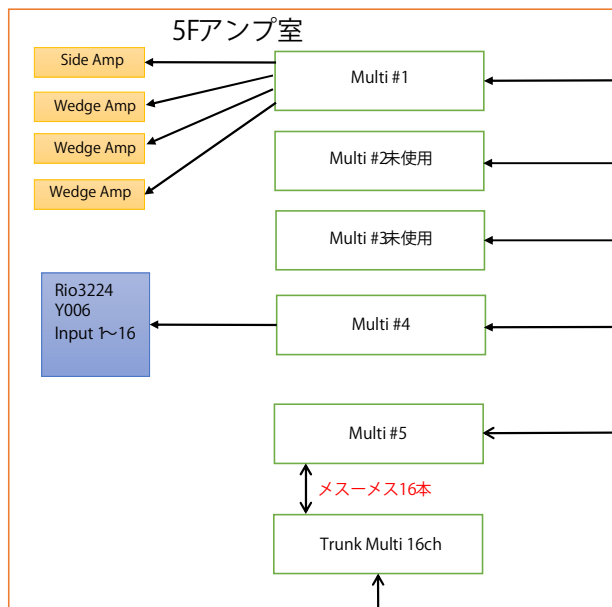 5Fアンプ室
Side Amp
Multi #1
Wedge Amp
Wedge Amp
Multi #2未使用
Wedge Amp
Multi #3未使用
Rio3224
Y006
Input 1〜16
Multi #4
Multi #5
メスーメス16本
Trunk Multi 16ch